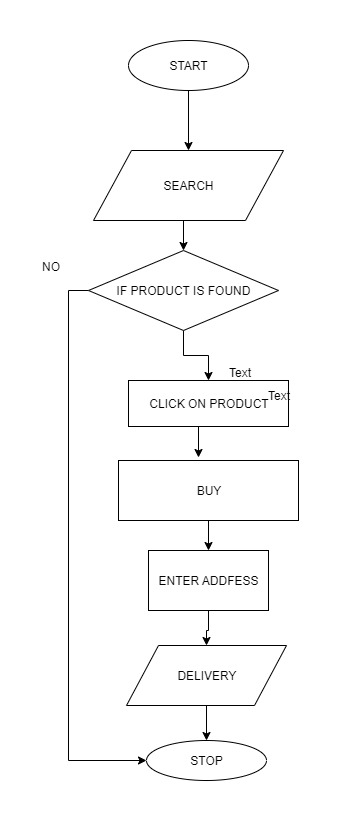 START
SEARCH
NO
IF PRODUCT IS FOUND
Text
Text
CLICK ON PRODUCT
BUY
ENTER ADDFESS
DELIVERY
STOP